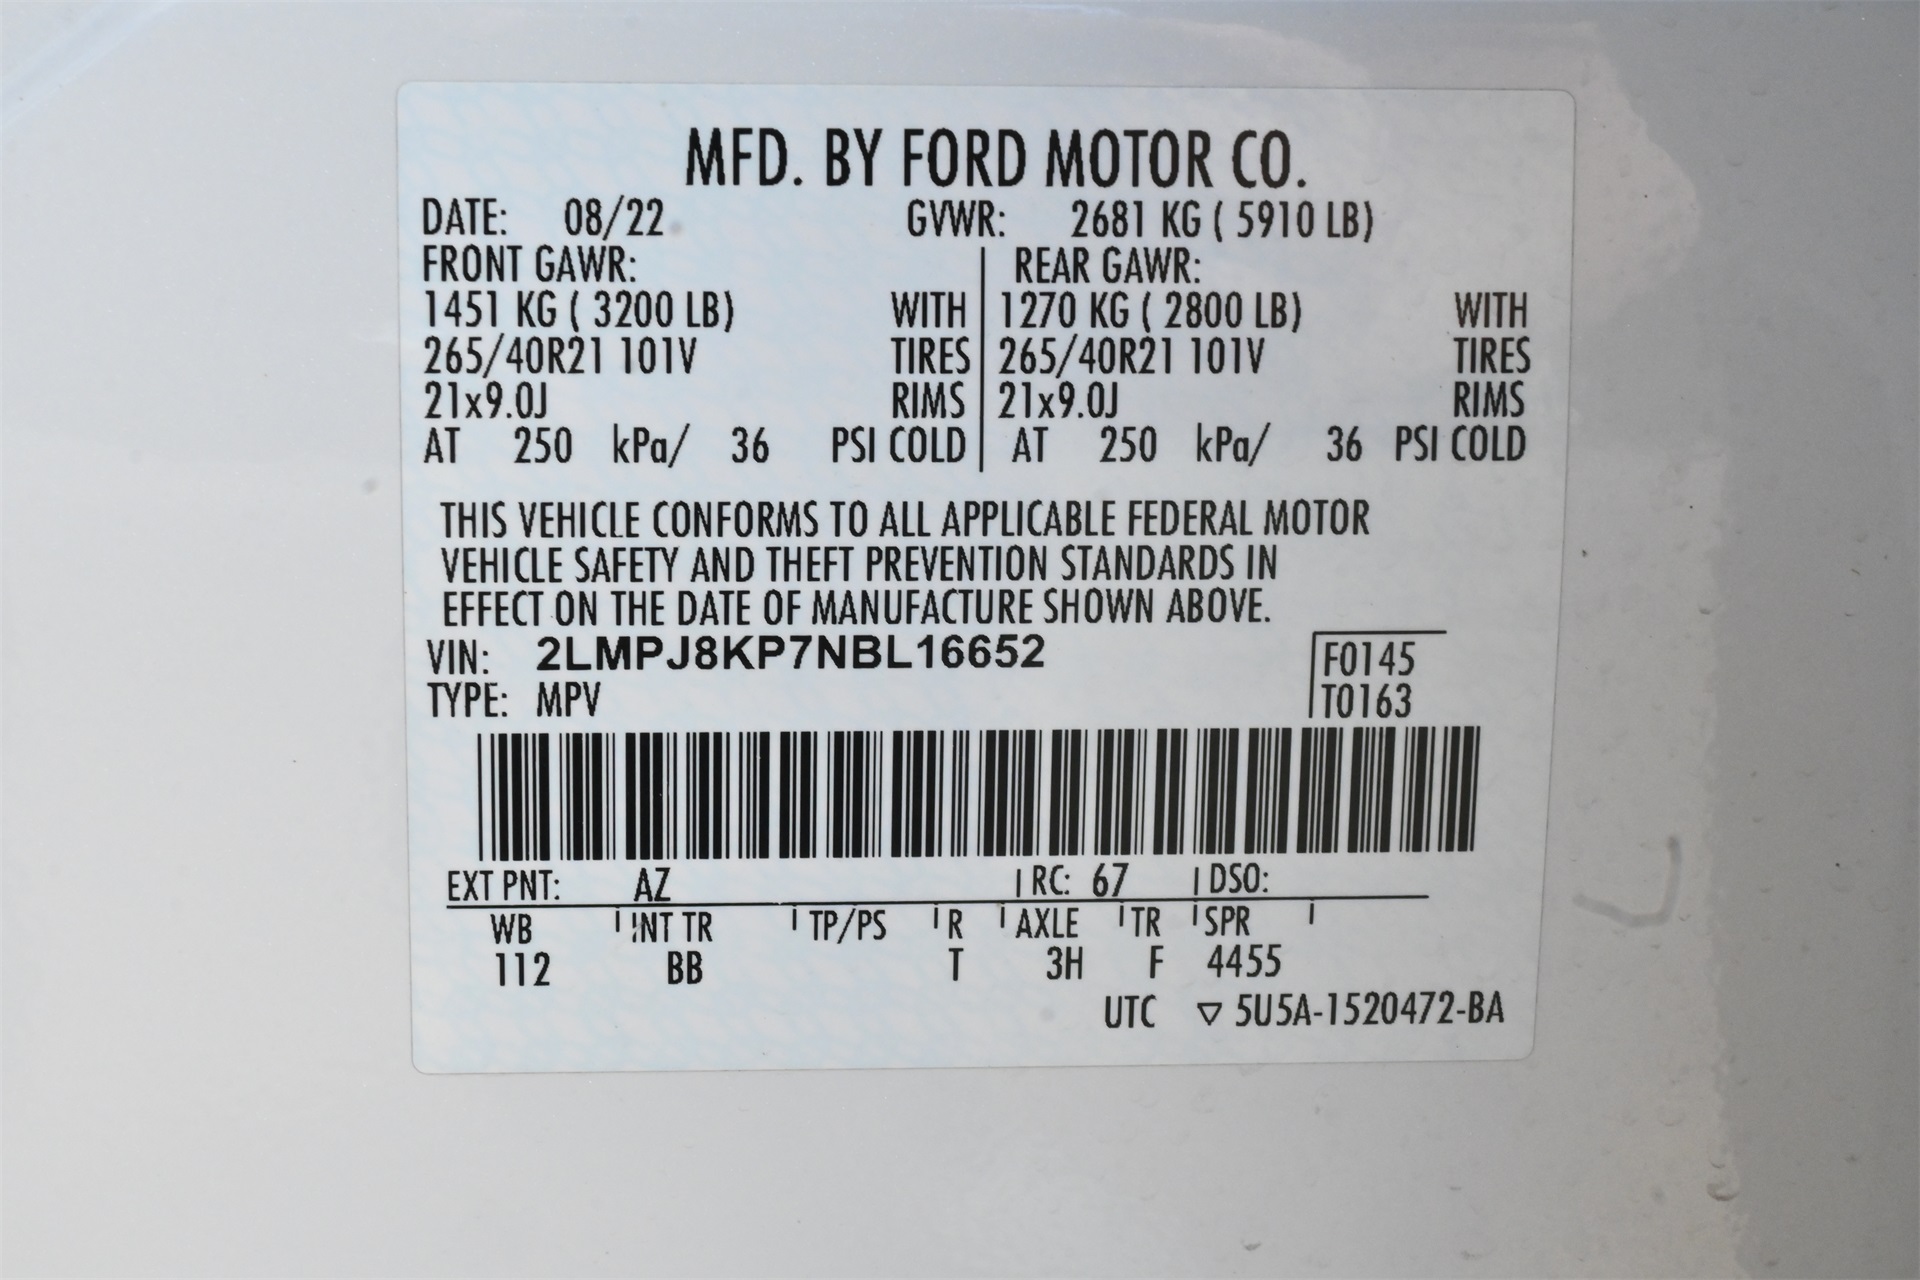 MFD. BY FORD MOTOR CO.
DATE: 08/22 GVWR: 2681 KG ( 5910 LB)
FRONT GAWR: REAR GAWR:
1451 KG ( 3200 LB) WITH 1270 KG ( 2800 LB) WITH
265/40R21 101V TIRES 265/40R21 101V TIRES
21x9.0J RIMS 21x9.0J RIMS
AT 250 kPa/ 36 PSI COLD AT 250 kPa/ 36 PSI COLD
THIS VEHICLE CONFORMS TO ALL APPLICABLE FEDERAL MOTOR
VEHICLE SAFETY AND THEFT PREVENTION STANDARDS IN
EFFECT ON THE DATE OF MANUFACTURE SHOWN ABOVE.
VIN: 2LMPJ8KP7NBL16652 F0145
TYPE: MPV T0163
EXT PNT: AZ RC: 67 DSO:
WB INT TR TP/PS R AXLE TR SPR
112 BB T 3H F 4455
UTC ▽ 5U5A-1520472-BA